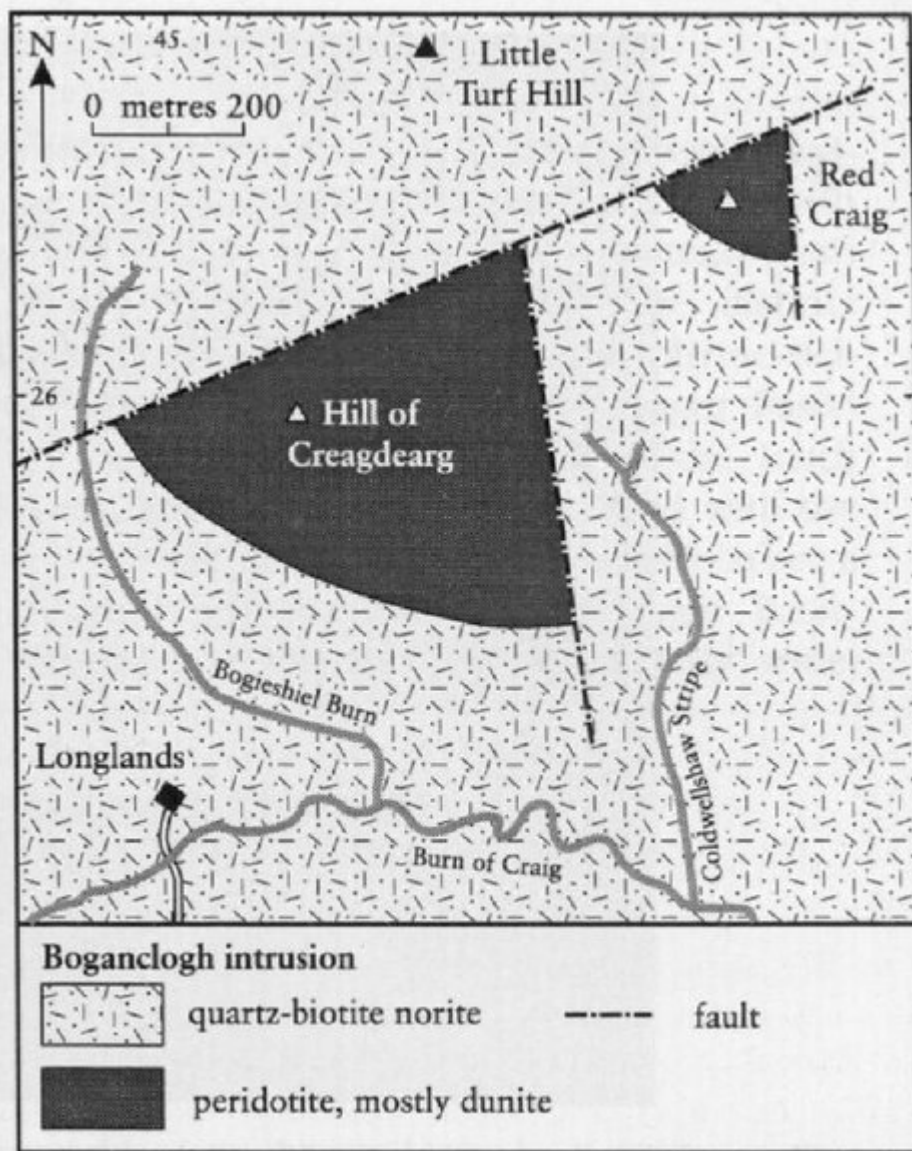 N
45
Little
Turf Hill
0 metres 200
Red
Craig
26
Hill of
Creagdearg
Bogieshiel Burn
Coldwellshaw Stripe
Longlands
Burn of Craig
Boganclogh intrusion
quartz-biotite norite
fault
peridotite, mostly dunite